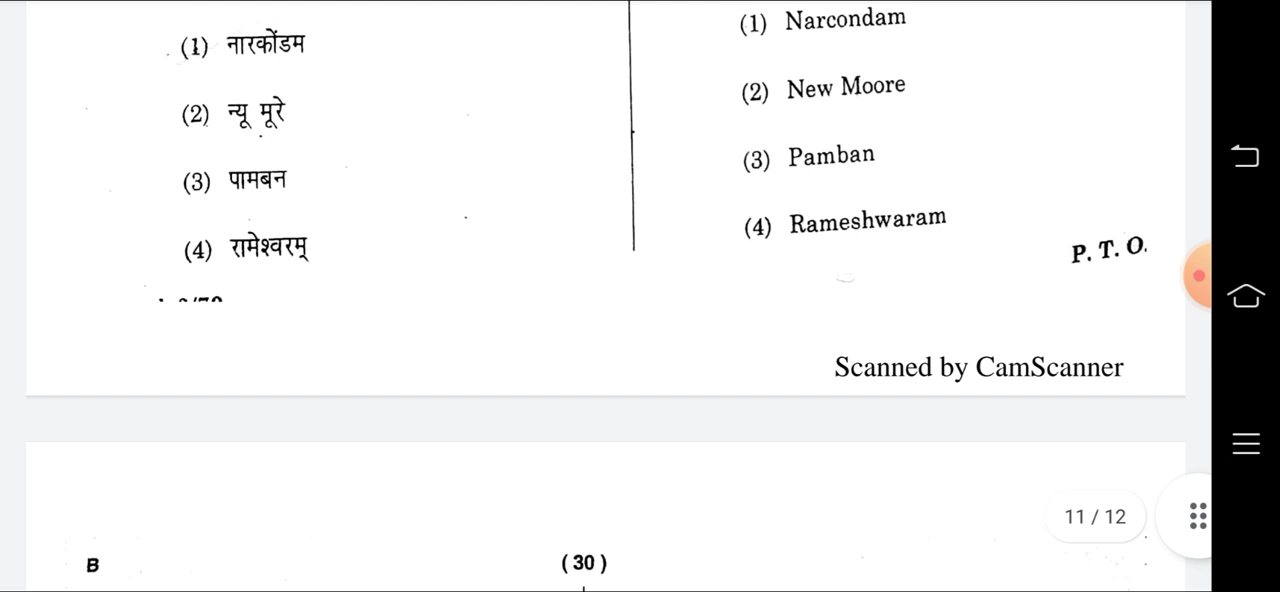 (1) नारकोंडम
(2) न्यू मूरे
(3) पामबन
(4) रामेश्वरम्
(1) Narcondam
(2) New Moore
(3) Pamban
(4) Rameshwaram
P. T. O.
Scanned by CamScanner
11 / 12
B
( 30 )